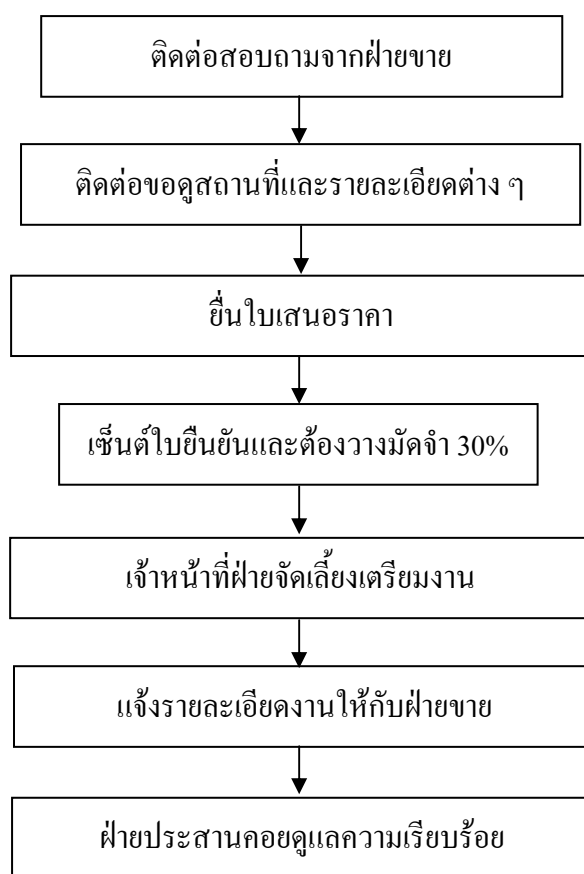 ติดต่อสอบถามจากฝ่ายขาย
ติดต่อขอดูสถานที่และรายละเอียดต่าง ๆ
ยื่นใบเสนอราคา
เซ็นต์ใบยืนยันและต้องวางมัดจำ 30%
เจ้าหน้าที่ฝ่ายจัดเลี้ยงเตรียมงาน
แจ้งรายละเอียดงานให้กับฝ่ายขาย
ฝ่ายประสานคอยดูแลความเรียบร้อย